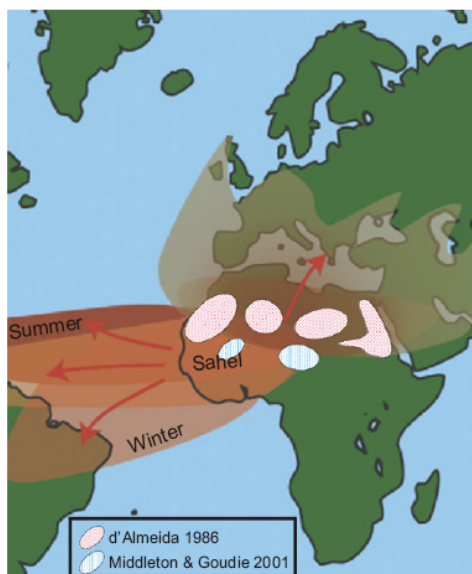 Summer
Sahel
Winter
d'Almeida 1986
Middleton & Goudie 2001